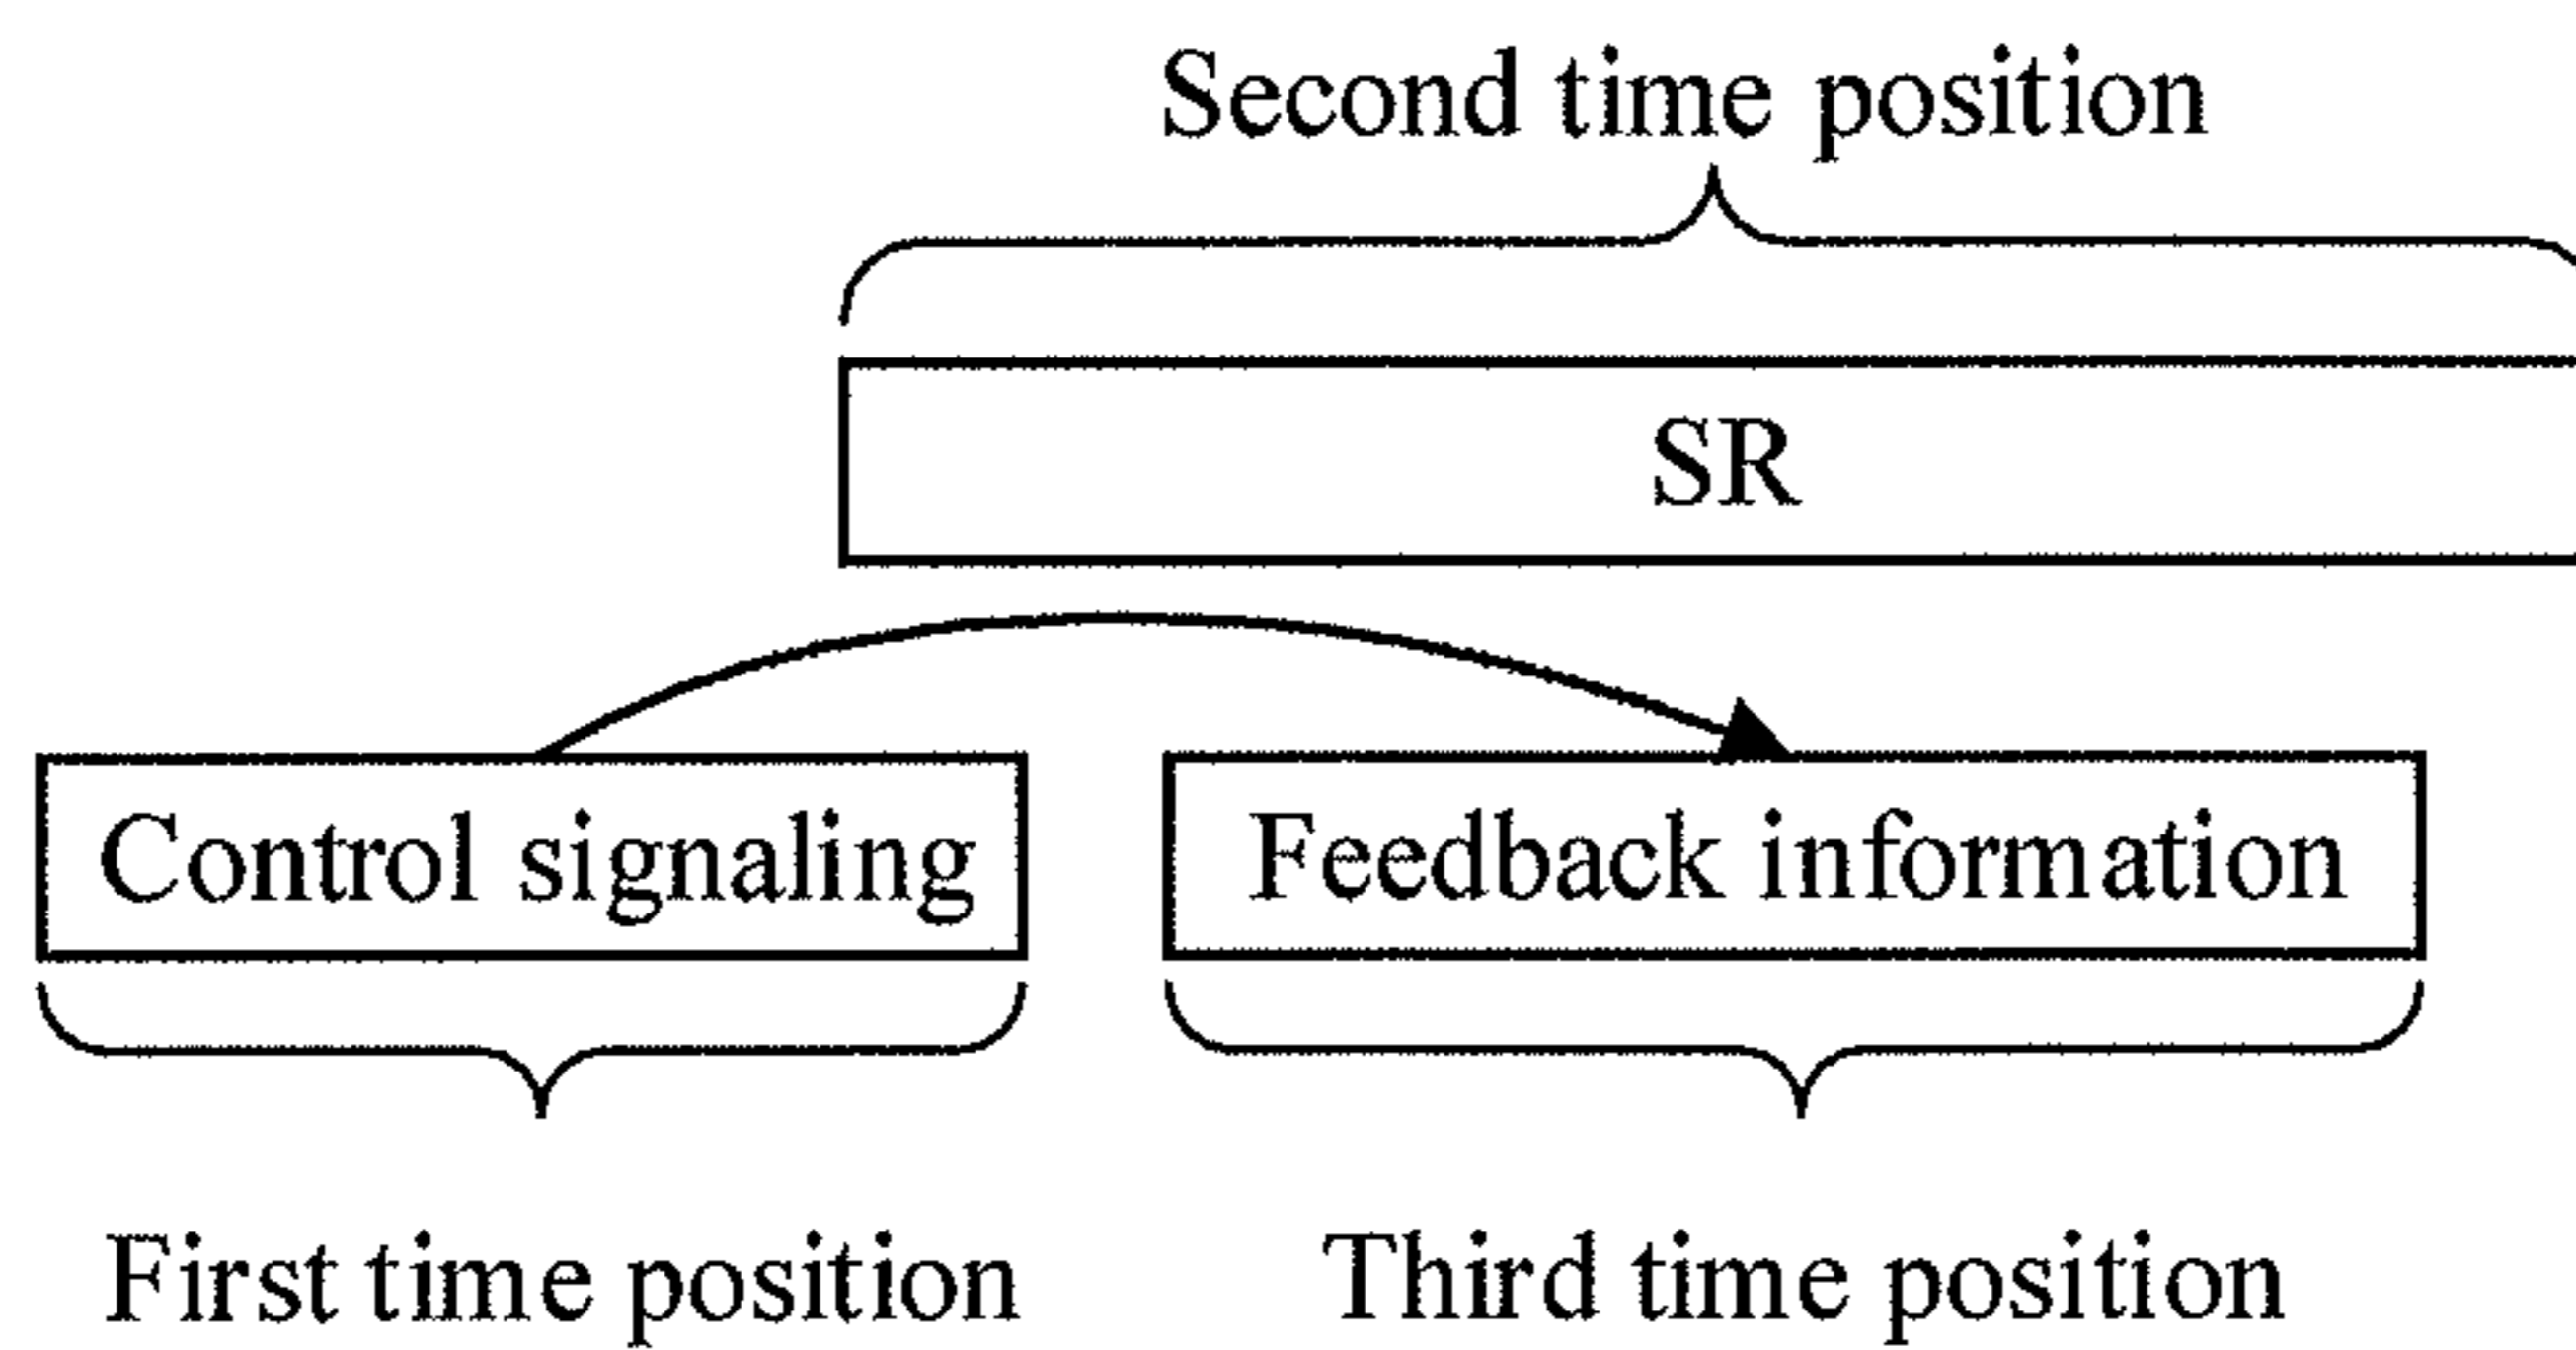 Second time position
SR
Control signaling
Feedback information
First time position
Third time position